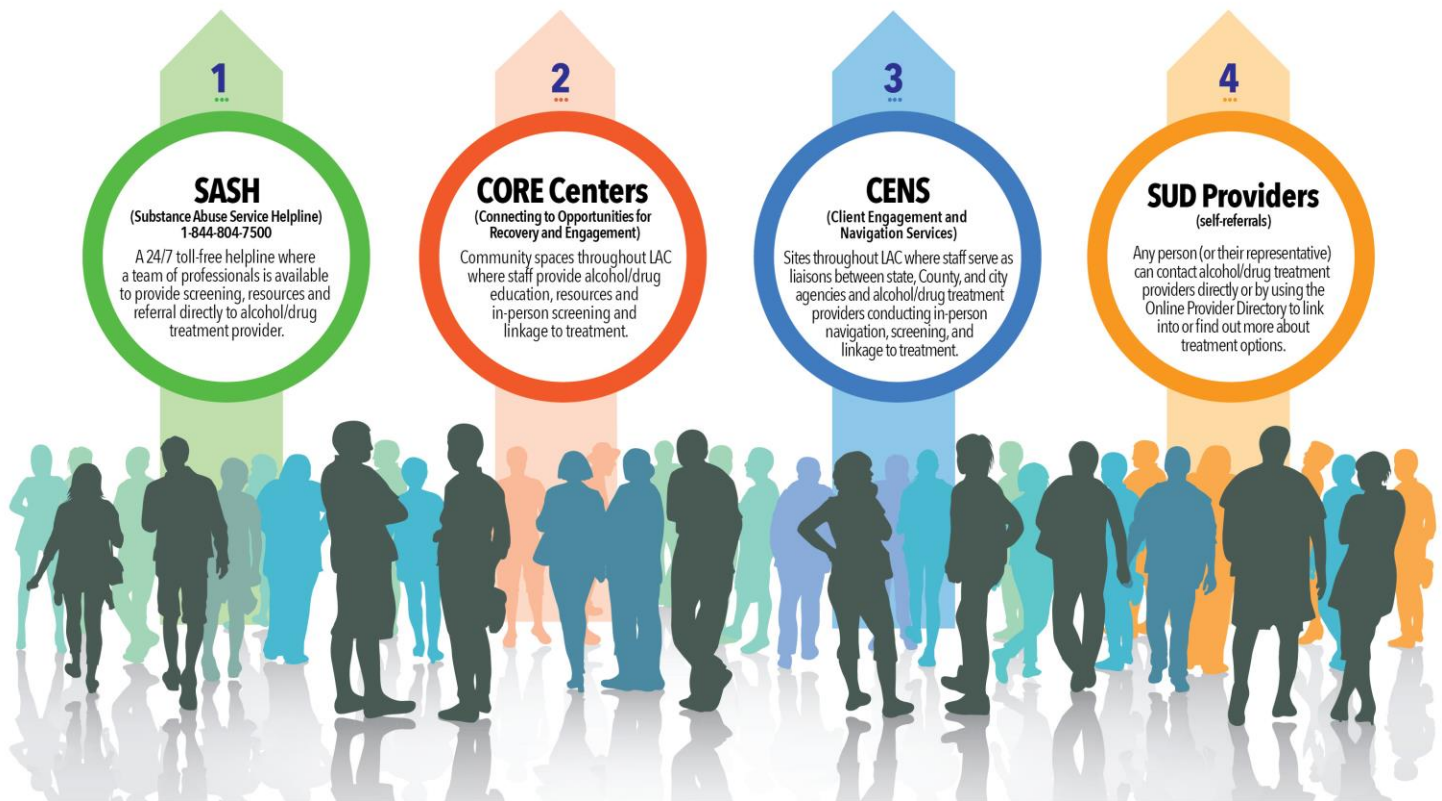 1
SASH
(Substance Abuse Service Helpline)
1-844-804-7500
A 24/7 toll-free helpline where
a team of professionals is available
to provide screening, resources and
referral directly to alcohol/drug
treatment provider.
2
CORE Centers
(Connecting to Opportunities for
Recovery and Engagement)
Community spaces throughout LAC
where staff provide alcohol/drug
education, resources and
in-person screening and
linkage to treatment.
3
CENS
(Client Engagement and
Navigation Services)
Sites throughout LAC where staff serve as
liaisons between state, County, and city
agencies and alcohol/drug treatment
providers conducting in-person
navigation, screening, and
linkage to treatment.
4
SUD Providers
(self-referrals)
Any person (or their representative)
can contact alcohol/drug treatment
providers directly or by using the
Online Provider Directory to link
into or find out more about
treatment options.